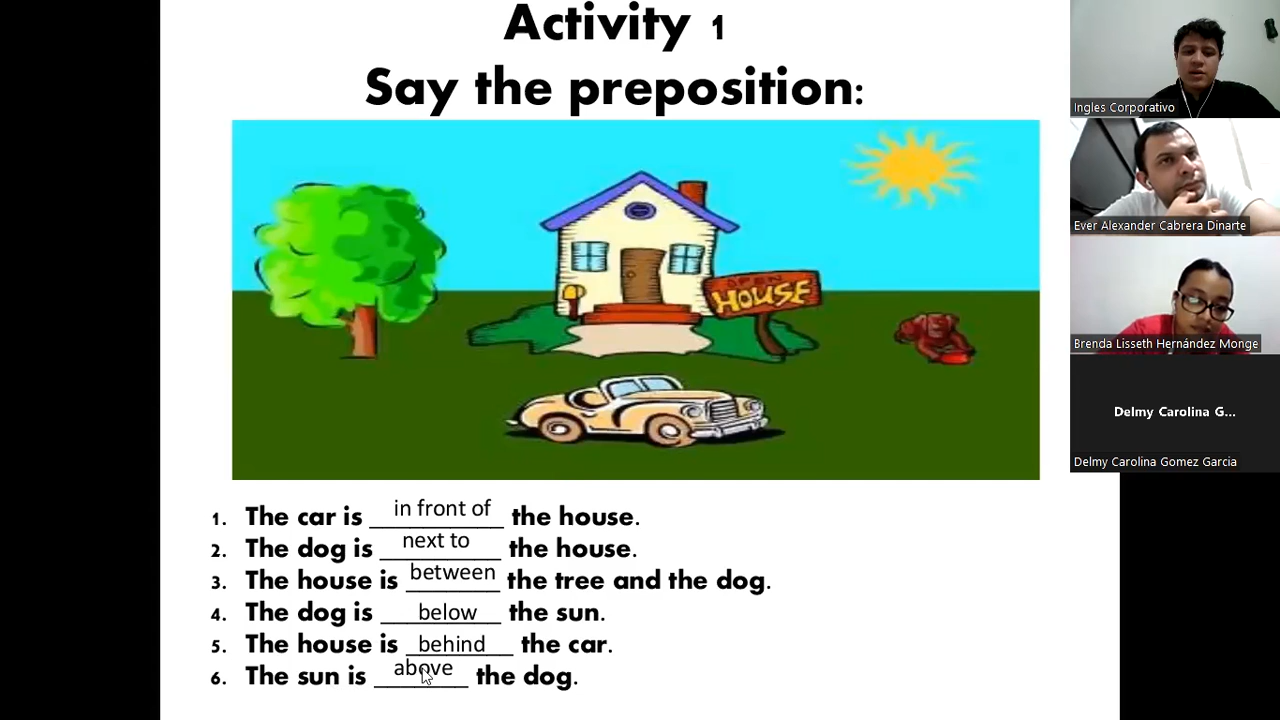 Activity 1
Say the preposition:
OPEN
HOUSE
1. The car is in front of the house.
2. The dog is next to the house.
3. The house is between the tree and the dog.
4. The dog is below the sun.
5. The house is behind the car.
6. The sun is above the dog.
Ingles Corporativo
Ever Alexander Cabrera Dinarte
Brenda Lisseth Hernández Monge
Delmy Carolina G...
Delmy Carolina Gomez Garcia